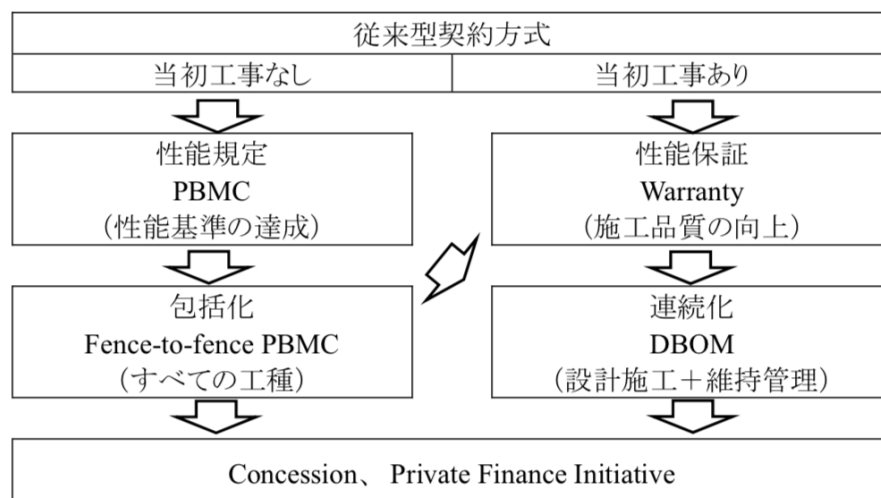 従来型契約方式
当初工事なし
当初工事あり
性能規定
PBMC
(性能基準の達成)
性能保証
Warranty
(施工品質の向上)
包括化
Fence-to-fence PBMC
(すべての工種)
連続化
DBOM
(設計施工＋維持管理)
Concession、Private Finance Initiative